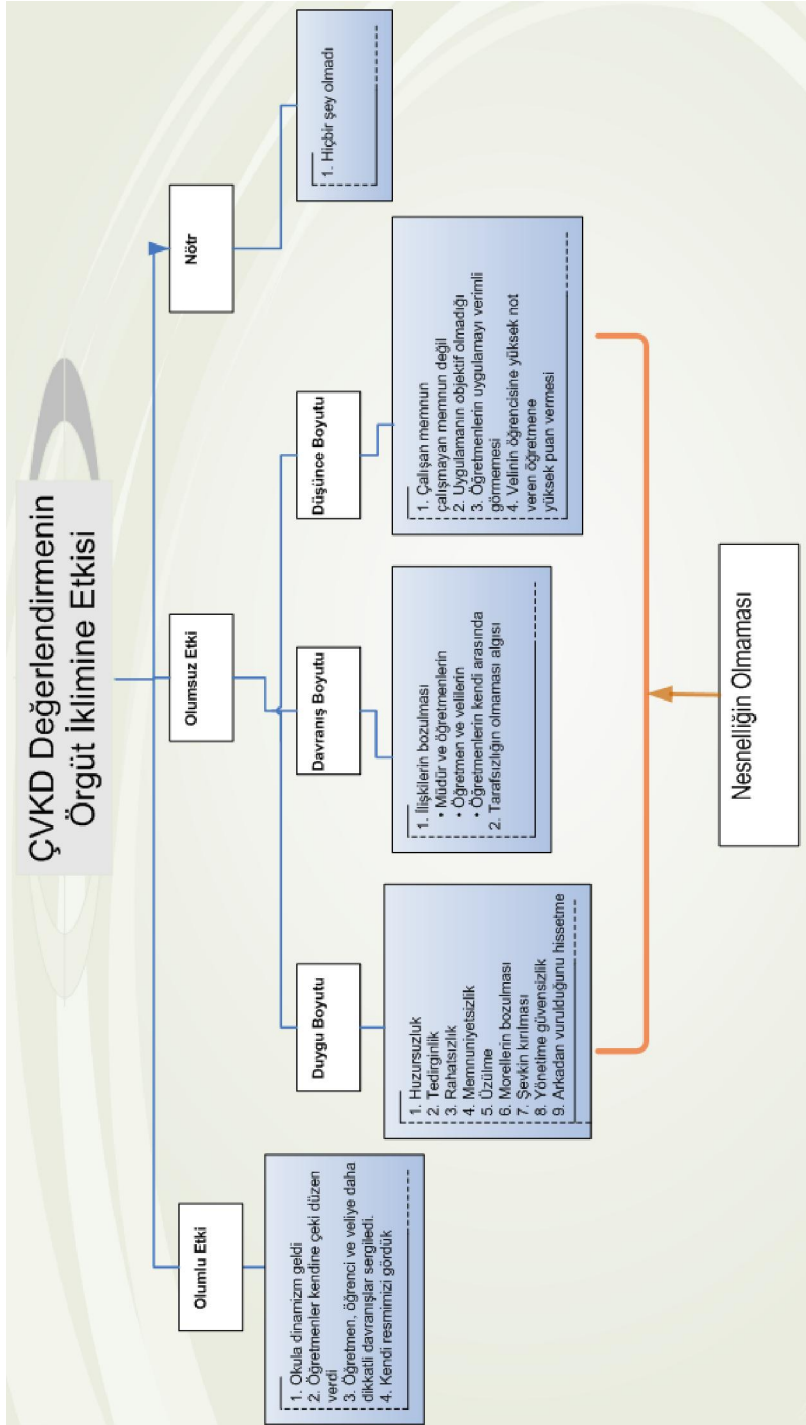 ÇVKD Değerlendirmenin
Örgüt İklimine Etkisi
Olumlu Etki
Olumsuz Etki
Nötr
1. Okula dinamizm geldi
2. Öğretmenler kendine çeki düzen
verdi
3. Öğretmen, öğrenci ve veliye daha
dikkatli davranışlar sergiledi.
4. Kendi resmimizi gördük
Duygu Boyutu
Davranış Boyutu
Düşünce Boyutu
1. Hiçbir şey olmadı
1. Huzursuzluk
2. Tedirginlik
3. Rahatsızlık
4. Memnuniyetsizlik
5. Üzülme
6. Morellerin bozulması
7. Şevkin kırılması
8. Yönetime güvensizlik
9. Arkadan vurulduğunu hissetme
1. İlişkilerin bozulması
• Müdür ve öğretmenlerin
• Öğretmen ve velilerin
• Öğretmenlerin kendi arasında
2. Tarafsızlığın olmaması algısı
1. Çalışan memnun
çalışmayan memnun değil
2. Uygulamanın objektif olmadığı
3. Öğretmenlerin uygulamayı verimli
görmemesi
4. Velinin öğrencisine yüksek not
veren öğretmene
yüksek puan vermesi
Nesnelliğin Olmaması